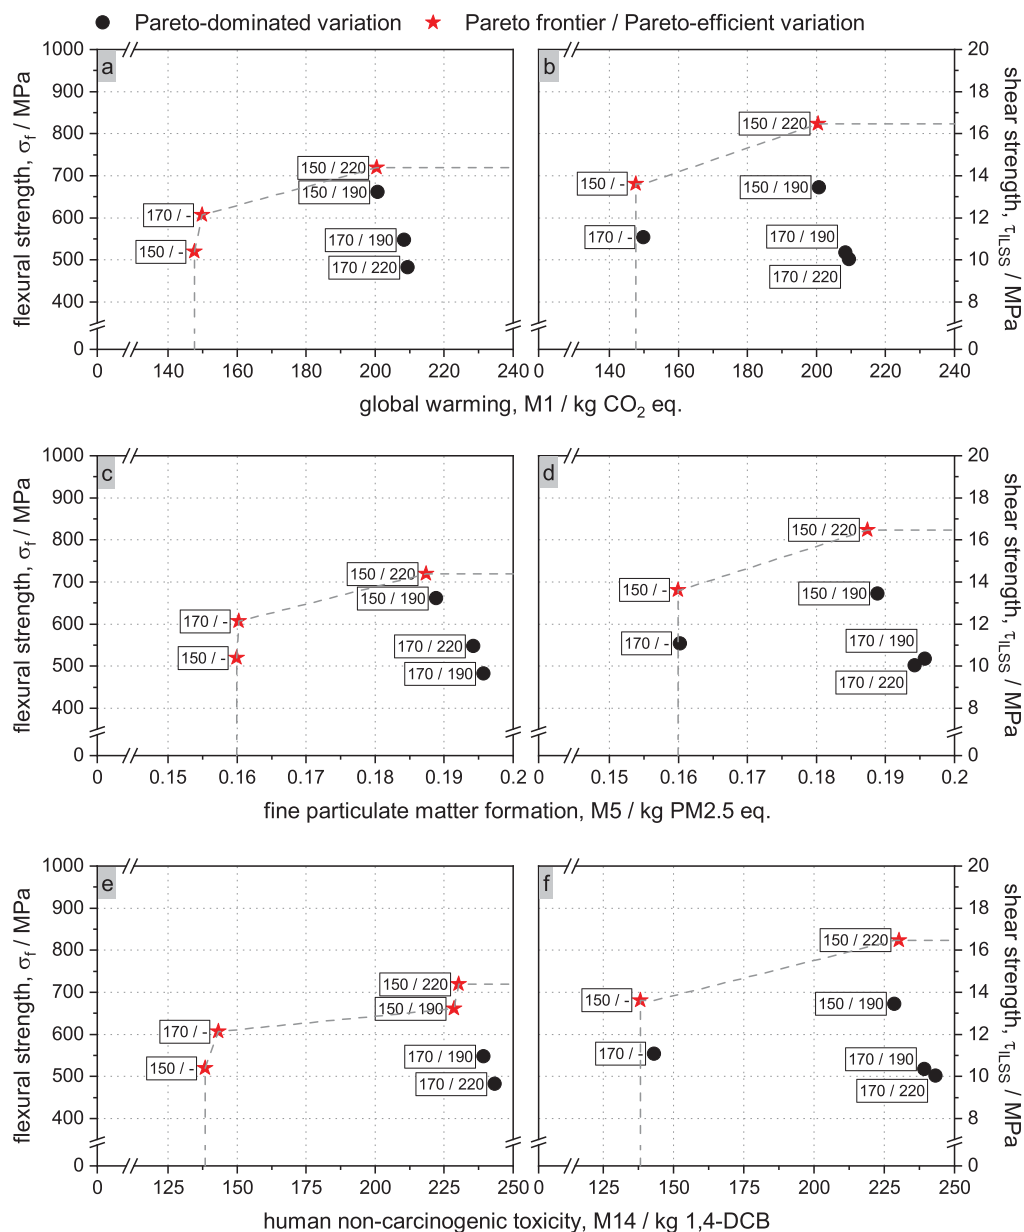 Pareto-dominated variation Pareto frontier / Pareto-efficient variation
a
flexural strength, σf / MPa
1000
900
800
700
600
500
400
0
150 / 220
150 / 190
170 / -
150 / -
170 / 190
170 / 220
0 140 160 180 200 220 240
b
shear strength, τILSS / MPa
20
18
16
14
12
10
8
0
150 / 220
150 / -
150 / 190
170 / -
170 / 190
170 / 220
0 140 160 180 200 220 240
global warming, M1 / kg CO2 eq.
c
flexural strength, σf / MPa
1000
900
800
700
600
500
400
0
150 / 220
150 / 190
170 / -
150 / -
170 / 220
170 / 190
0 0.15 0.16 0.17 0.18 0.19 0.2
d
shear strength, τILSS / MPa
20
18
16
14
12
10
8
0
150 / 220
150 / -
150 / 190
170 / -
170 / 190
170 / 220
0 0.15 0.16 0.17 0.18 0.19 0.2
fine particulate matter formation, M5 / kg PM2.5 eq.
e
flexural strength, σf / MPa
1000
900
800
700
600
500
400
0
150 / 220
150 / 190
170 / -
150 / -
170 / 190
170 / 220
0 125 150 175 200 225 250
f
shear strength, τILSS / MPa
20
18
16
14
12
10
8
0
150 / 220
150 / -
150 / 190
170 / -
170 / 190
170 / 220
0 125 150 175 200 225 250
human non-carcinogenic toxicity, M14 / kg 1,4-DCB